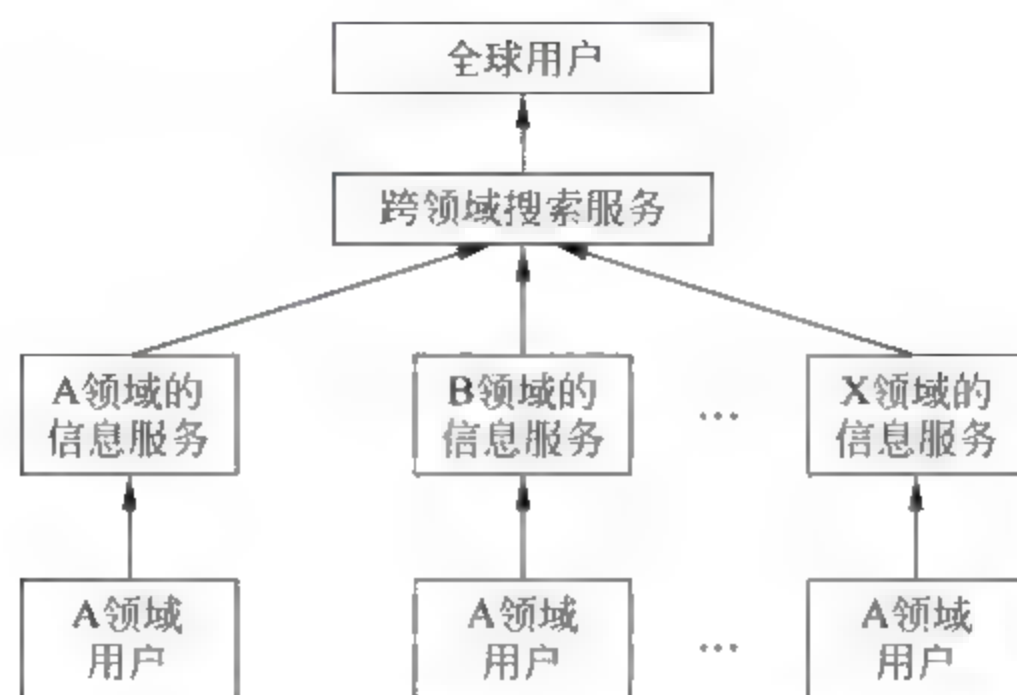 全球用户
跨领域搜索服务
A领域的
信息服务
B领域的
信息服务
...
X领域的
信息服务
A领域
用户
A领域
用户
...
A领域
用户